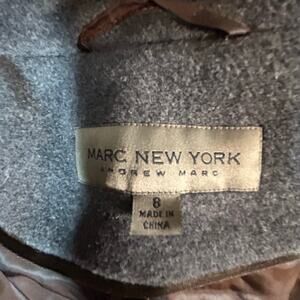 MARC NEW YORK
ANDREW MARC
8
MADE IN
CHINA